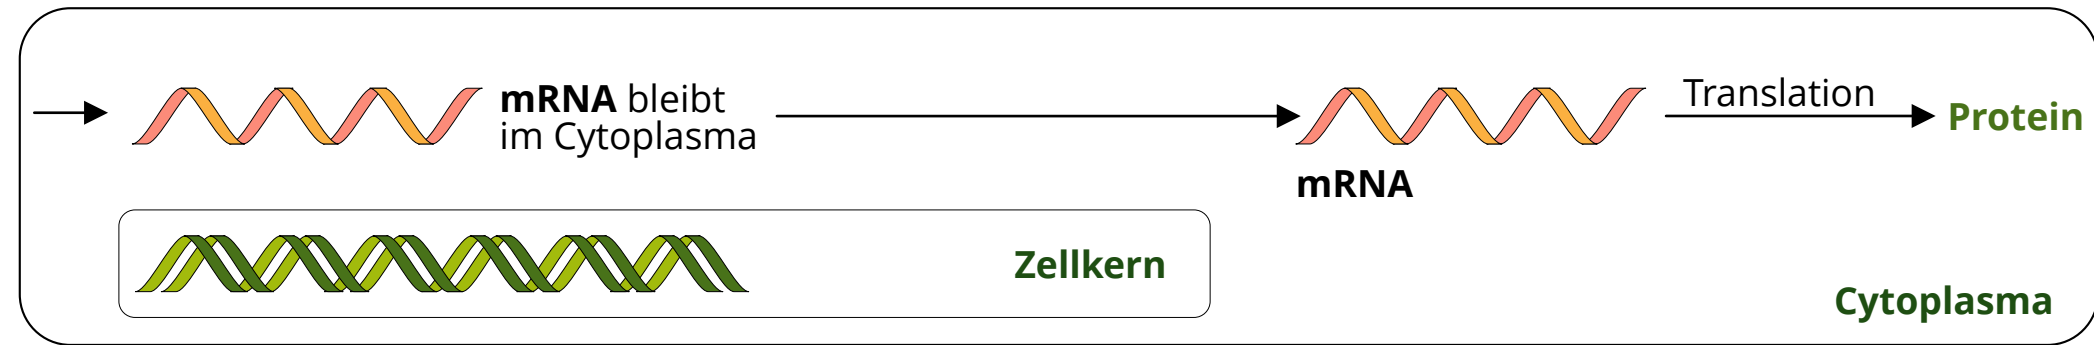 mRNA bleibt
im Cytoplasma
mRNA
Translation
Protein
Zellkern
Cytoplasma